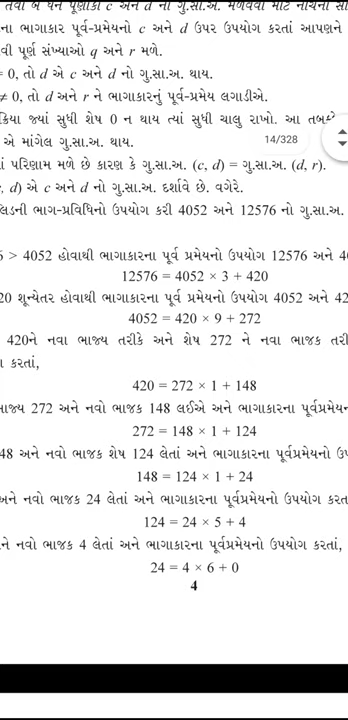 તેવા બે ધન પૂર્ણાંકો c અને d નો ગુ.સા.અ. મેળવવા માટે નીચેના
ના ભાગાકાર પૂર્વ-પ્રમેયનો c અને d ઉપર ઉપયોગ કરતાં આપણને
વી પૂર્ણ સંખ્યાઓ q અને r મળે.
= 0, તો d એ c અને d નો ગુ.સા.અ. થાય.
≠ 0, તો d અને r ને ભાગાકારનું પૂર્વ-પ્રમેય લગાડીએ.
ક્રિયા જ્યાં સુધી શેષ 0 ન થાય ત્યાં સુધી ચાલુ રાખો. આ
એ માંગેલ ગુ.સા.અ. થાય.
14/328
પરિણામ મળે છે કારણ કે ગુ.સા.અ. (c, d) = ગુ.સા.અ. (d, r).
, d) એ c અને d નો ગુ.સા.અ. દર્શાવે છે. વગેરે.
લિડની ભાગ-પ્રવિધિનો ઉપયોગ કરી 4052 અને 12576 નો ગુ.સા.અ.
6 > 4052 હોવાથી ભાગાકારના પૂર્વ પ્રમેયનો ઉપયોગ 12576 અને
12576 = 4052 × 3 + 420
20 શૂન્યેતર હોવાથી ભાગાકારના પૂર્વ પ્રમેયનો ઉપયોગ 4052 અને 42
4052 = 420 × 9 + 272
420ને નવા ભાજ્ય તરીકે અને શેષ 272 ને નવા ભાજક તરી
કરતાં,
420 = 272 × 1 + 148
ભાજ્ય 272 અને નવો ભાજક 148 લઈએ અને ભાગાકારના પૂર્વપ્રમેયન
272 = 148 × 1 + 124
48 અને નવો ભાજક શેષ 124 લેતાં અને ભાગાકારના પૂર્વપ્રમેયનો ઉપ
148 = 124 × 1 + 24
અને નવો ભાજક 24 લેતાં અને ભાગાકારના પૂર્વપ્રમેયનો ઉપયોગ કરત
124 = 24 × 5 + 4
ને નવો ભાજક 4 લેતાં અને ભાગાકારના પૂર્વપ્રમેયનો ઉપયોગ કરતાં,
24 = 4 × 6 + 0
4